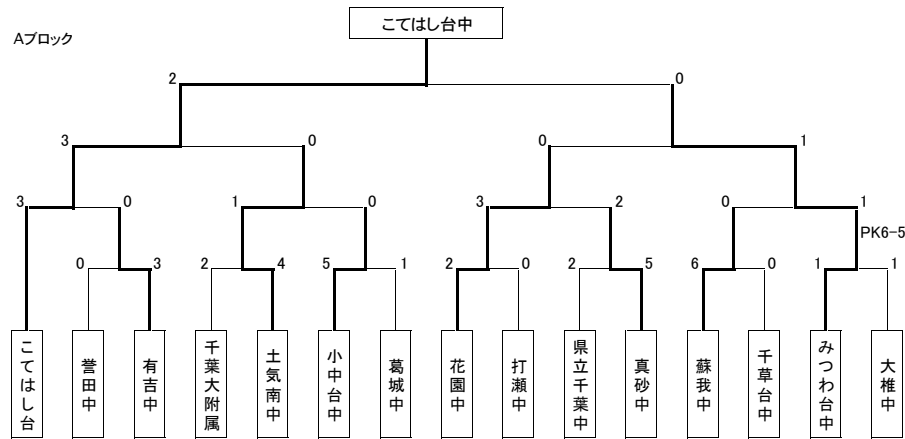 こてはし台中
Aブロック
2
0
3
0
0
1
3
0
1
0
3
2
0
1
PK6-5
0
3
2
4
5
1
2
0
2
5
6
0
1
1
こてはし台
誉田中
有吉中
千葉大附属
土気南中
小中台中
葛城中
花園中
打瀬中
県立千葉中
真砂中
蘇我中
千草台中
みつわ台中
大椎中